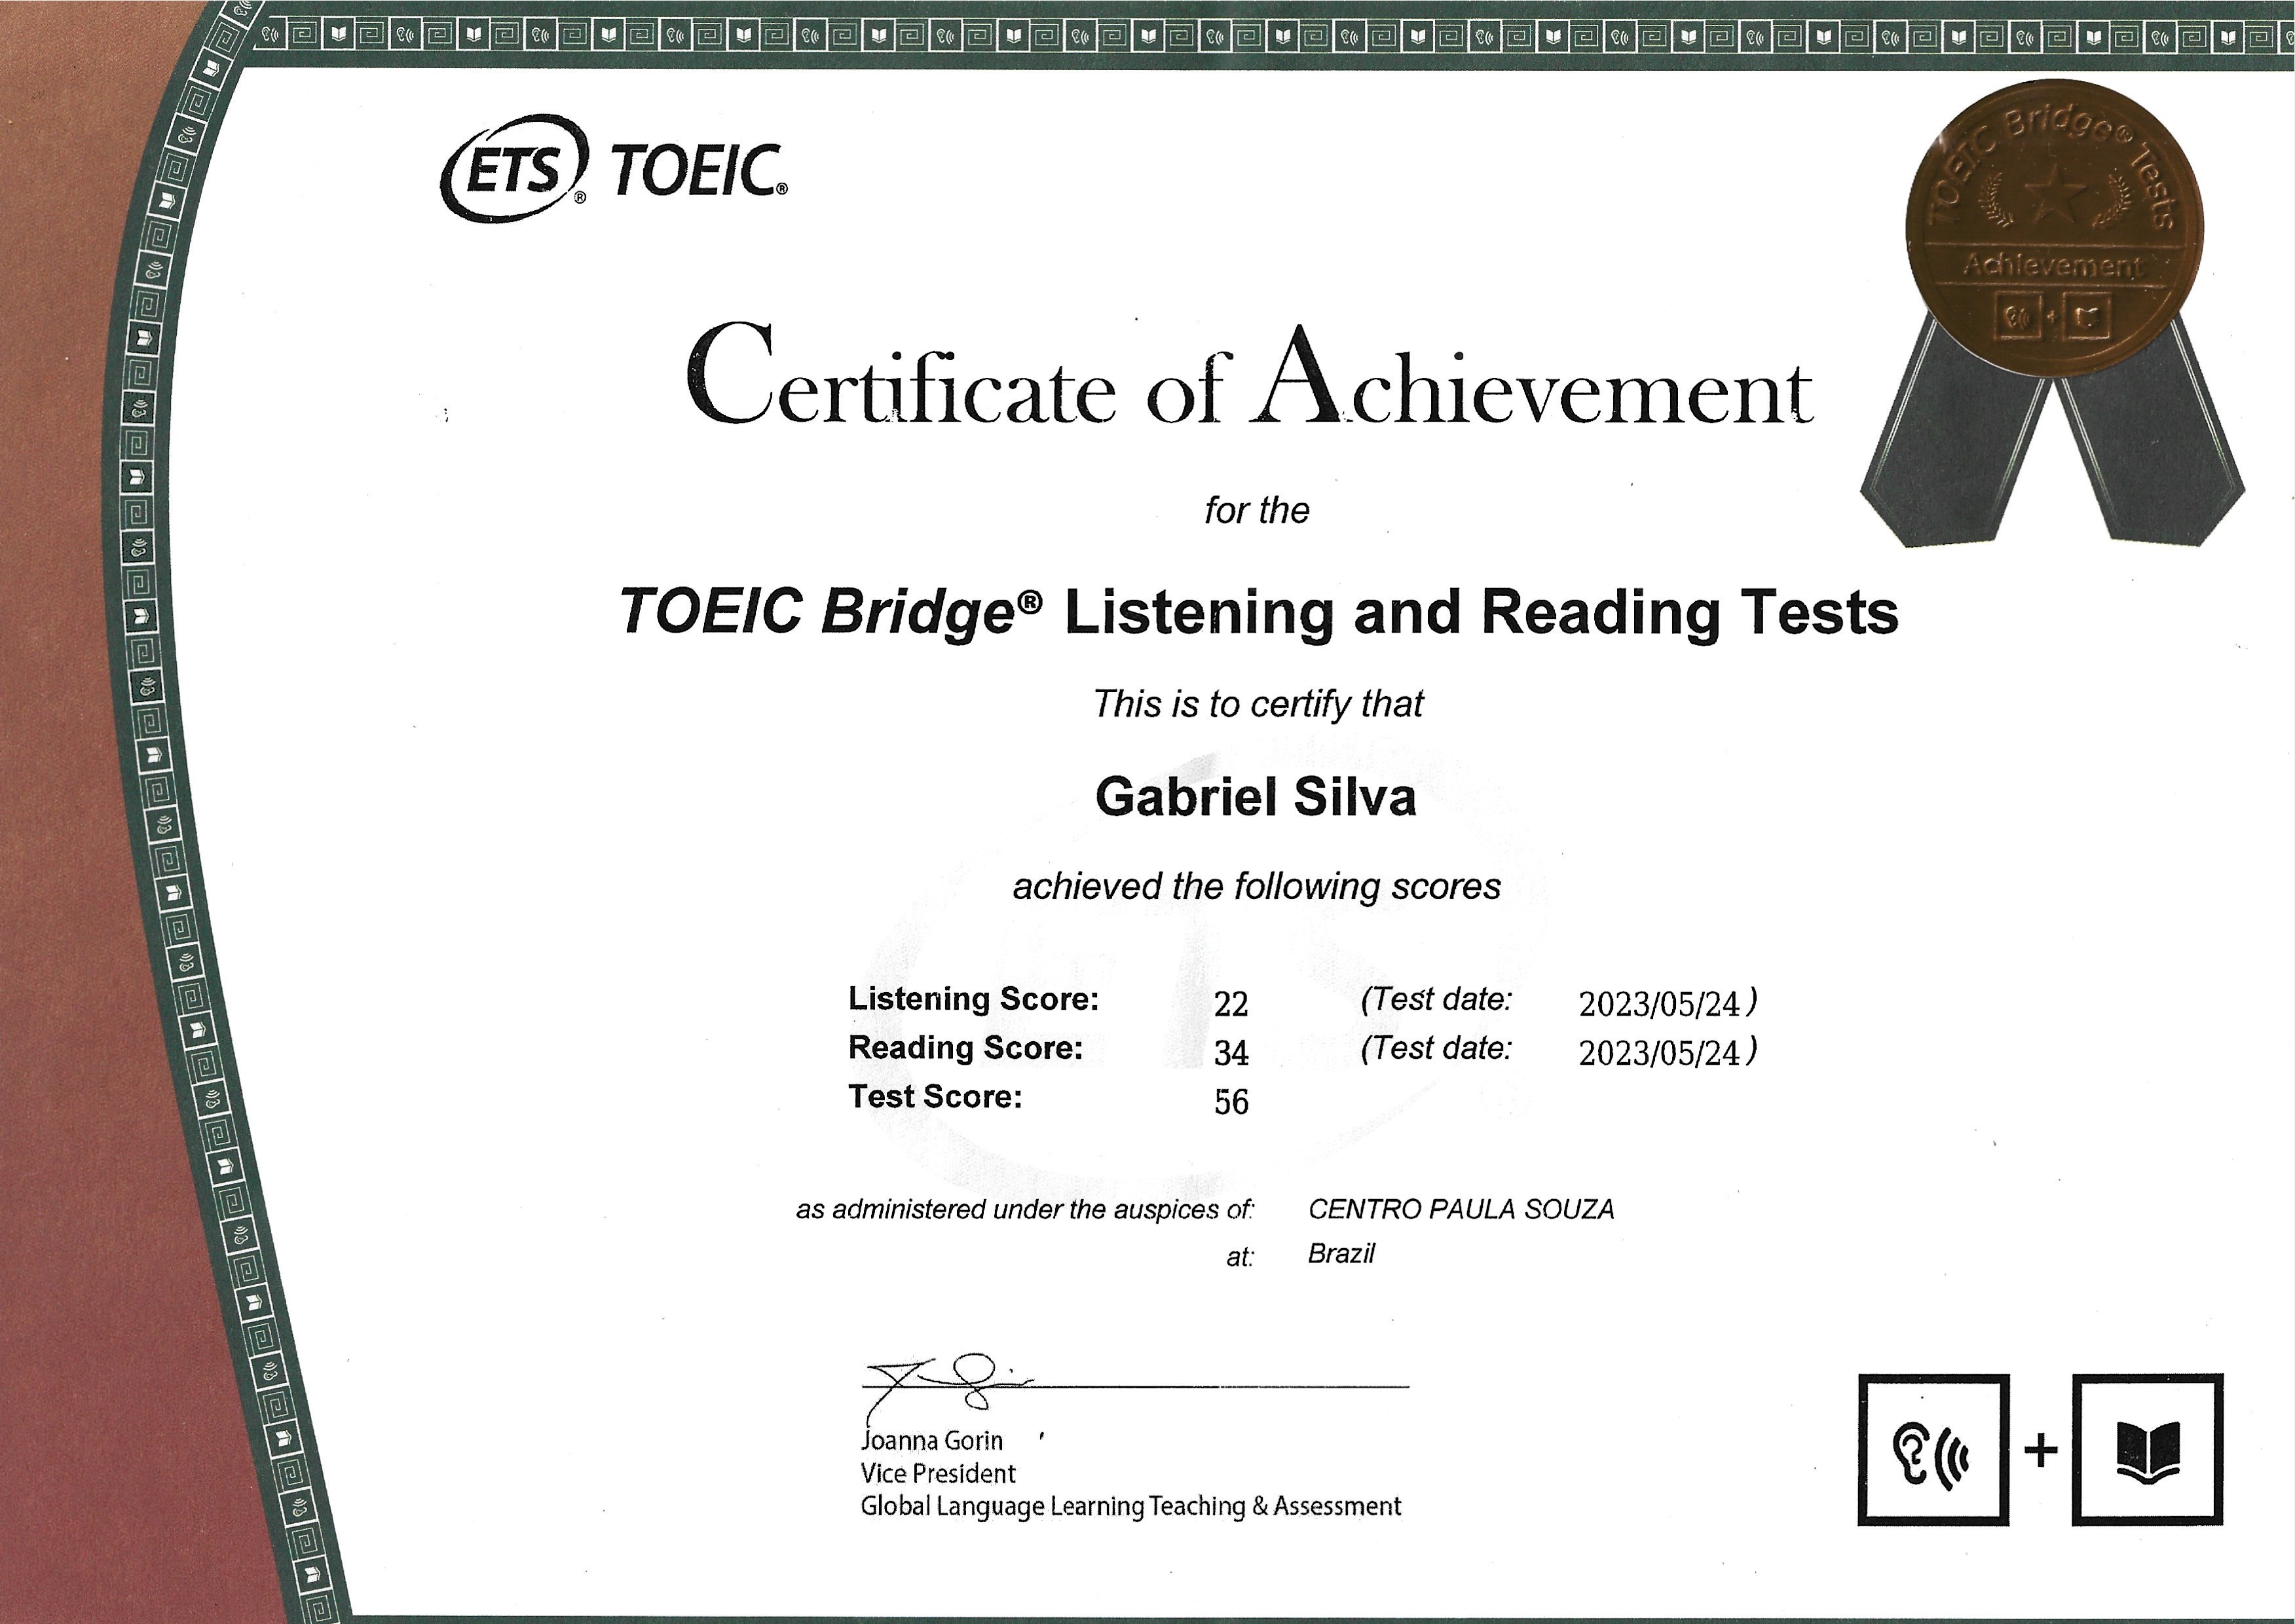 ETS® TOEIC®
TOEIC Bridge® Tests
Achievement
Certificate of Achievement
for the
TOEIC Bridge® Listening and Reading Tests
This is to certify that
Gabriel Silva
achieved the following scores
Listening Score: 22 (Test date: 2023/05/24)
Reading Score: 34 (Test date: 2023/05/24)
Test Score: 56
as administered under the auspices of: CENTRO PAULA SOUZA
at: Brazil
Joanna Gorin
Vice President
Global Language Learning Teaching & Assessment